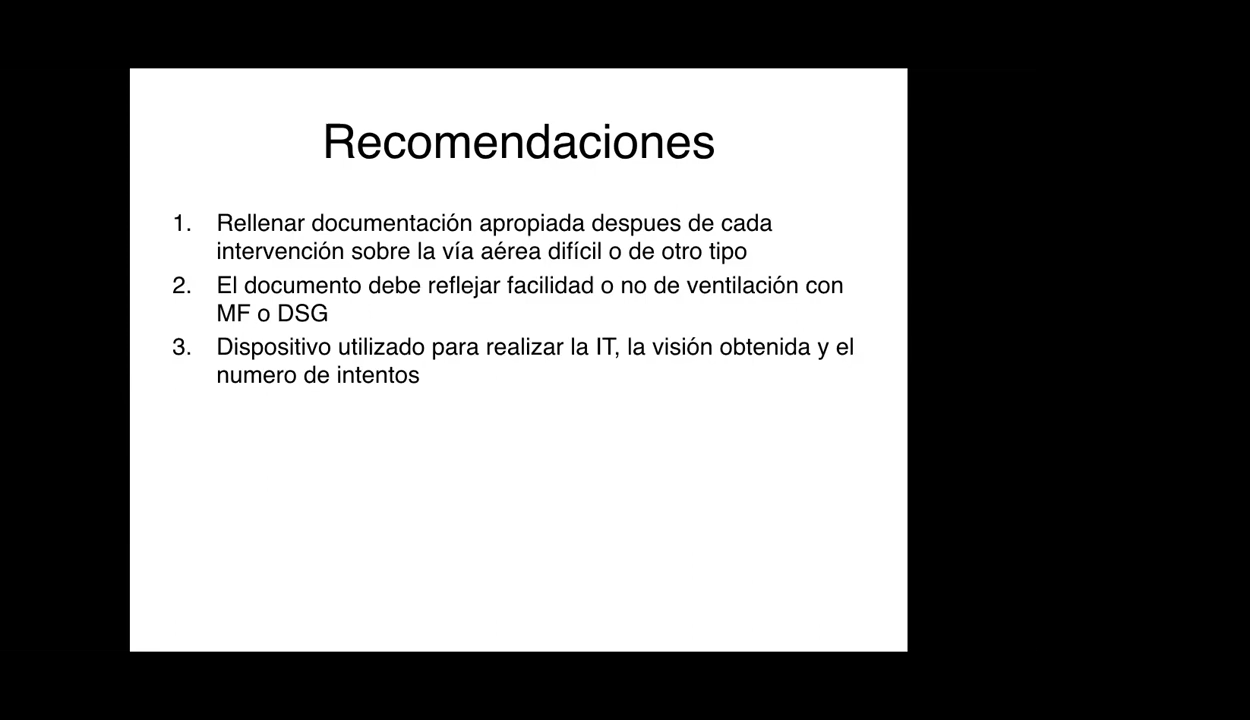 Recomendaciones
1. Rellenar documentación apropiada despues de cada
intervención sobre la vía aérea difícil o de otro tipo
2. El documento debe reflejar facilidad o no de ventilación con
MF o DSG
3. Dispositivo utilizado para realizar la IT, la visión obtenida y el
numero de intentos